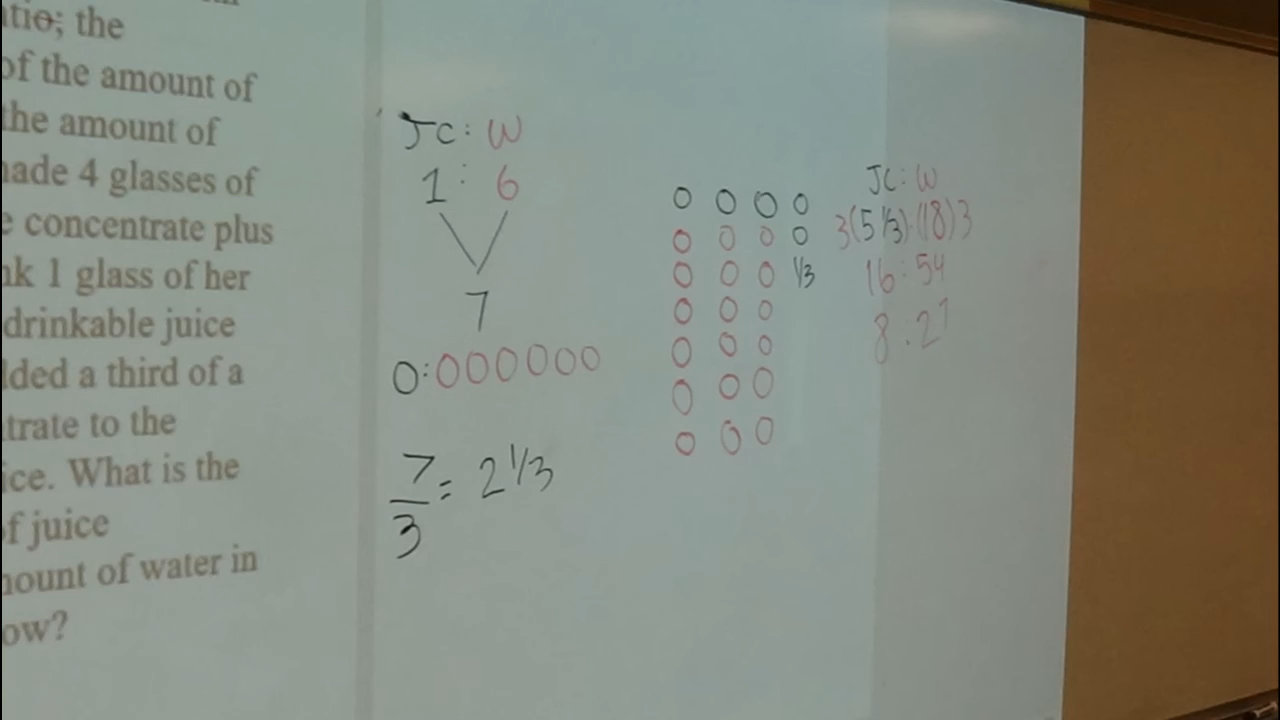 tio; the
of the amount of
the amount of
nade 4 glasses of
e concentrate plus
nk 1 glass of her
drinkable juice
lded a third of a
trate to the
ice. What is the
of juice
nount of water in
ow?
JC: W
1 : 6
7
0:000000
7/3 = 2 1/3
0 0 0 0
0 0 0 0
0 0 0 1/3
0 0 0
0 0 0
0 0 0
0 0 0
JC: W
3(5 1/3):(18)3
16:54
8.27